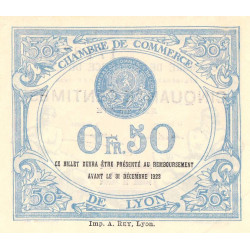 50 50
CHAMBRE DE COMMERCE
0 FR. 50
CE BILLET DEVRA ÊTRE PRÉSENTÉ AU REMBOURSEMENT
AVANT LE 31 DÉCEMBRE 1923
50 50
DE LYON
Imp. A. REY, Lyon.